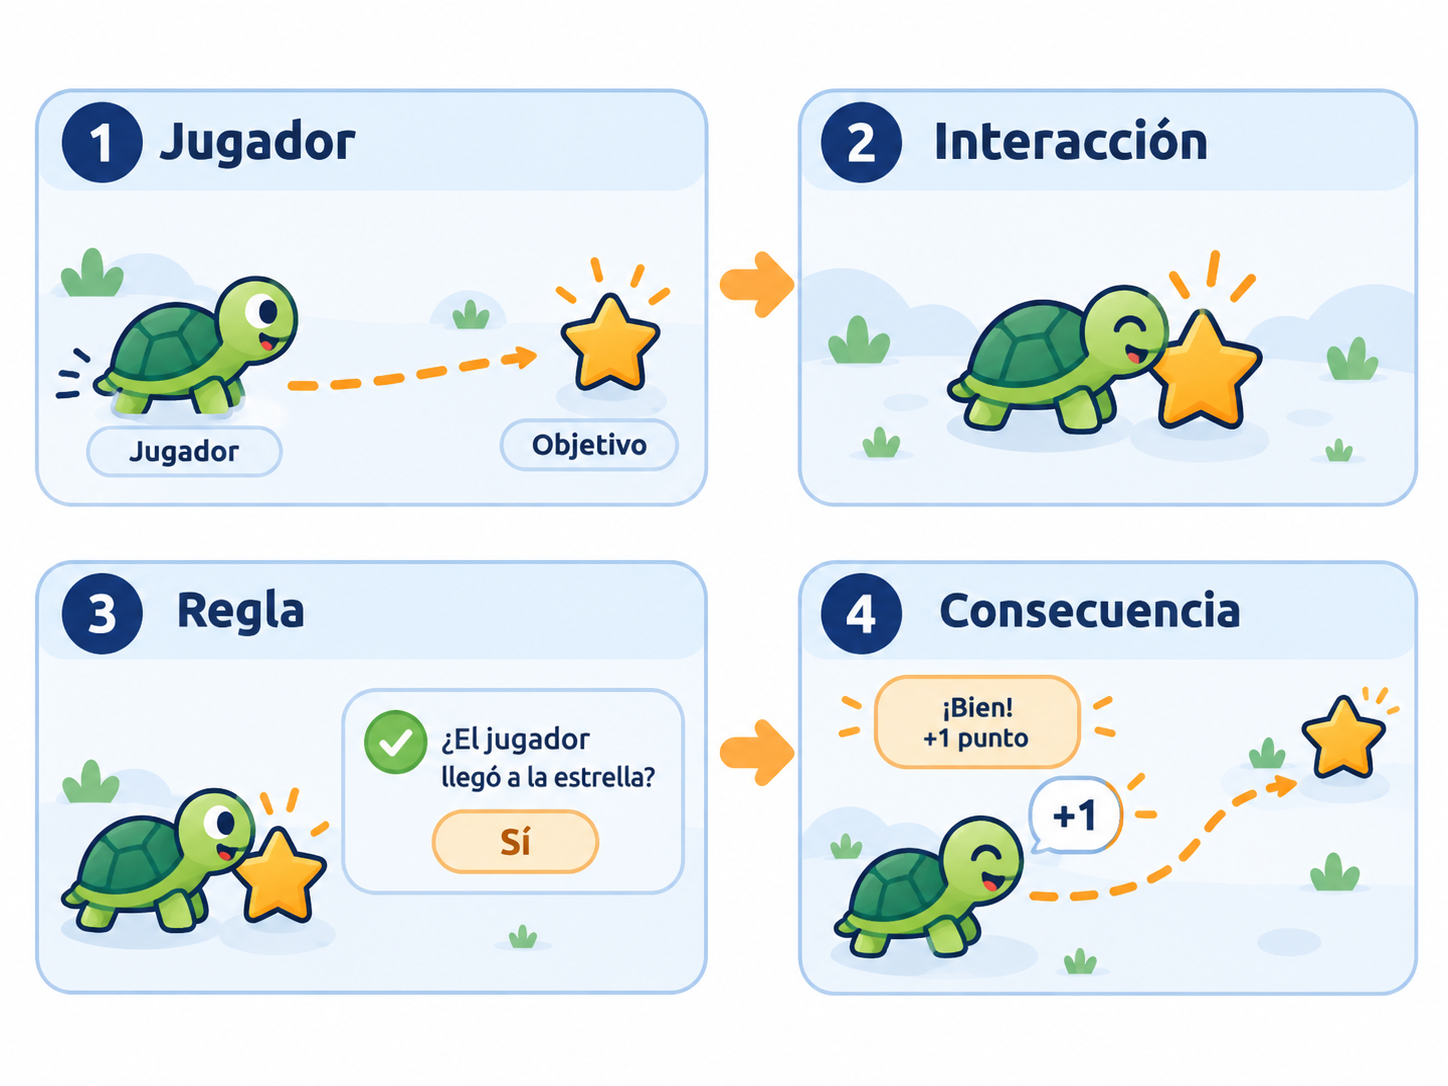 1 Jugador
Jugador
Objetivo
2 Interacción
3 Regla
¿El jugador
llegó a la estrella?
Sí
4 Consecuencia
¡Bien!
+1 punto
+1